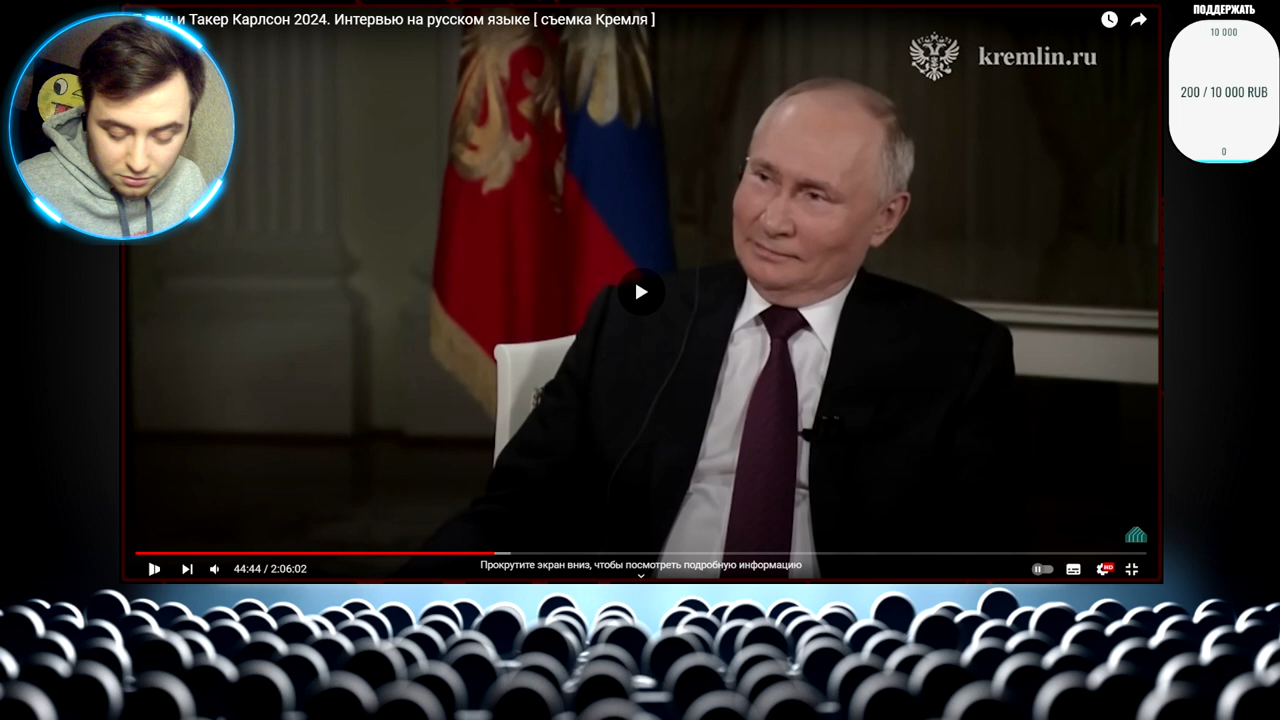 и Такер Карлсон 2024. Интервью на русском языке [ съемка Кремля ]
kremlin.ru
ПОДДЕРЖАТЬ
10 000
200 / 10 000 RUB
0
44:44 / 2:06:02
Прокрутите экран вниз, чтобы посмотреть подробную информацию
HD